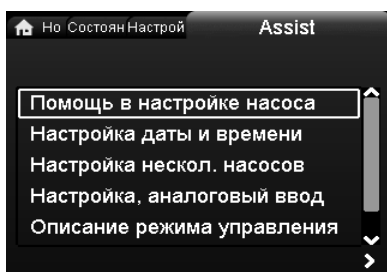 Но Состоян Настрой Assist
Помощь в настройке насоса
Настройка даты и времени
Настройка нескол. насосов
Настройка, аналоговый ввод
Описание режима управления